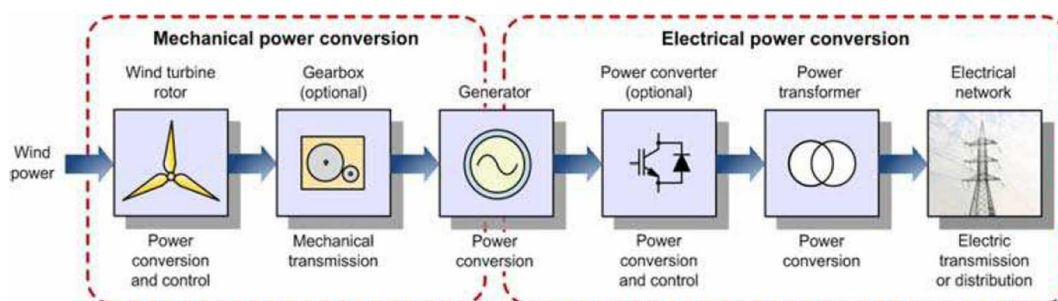 Mechanical power conversion
Electrical power conversion
Wind turbine
rotor
Gearbox
(optional)
Generator
Power converter
(optional)
Power
transformer
Electrical
network
Wind
power
Power
conversion
and control
Mechanical
transmission
Power
conversion
Power
conversion
and control
Power
conversion
Electric
transmission
or distribution